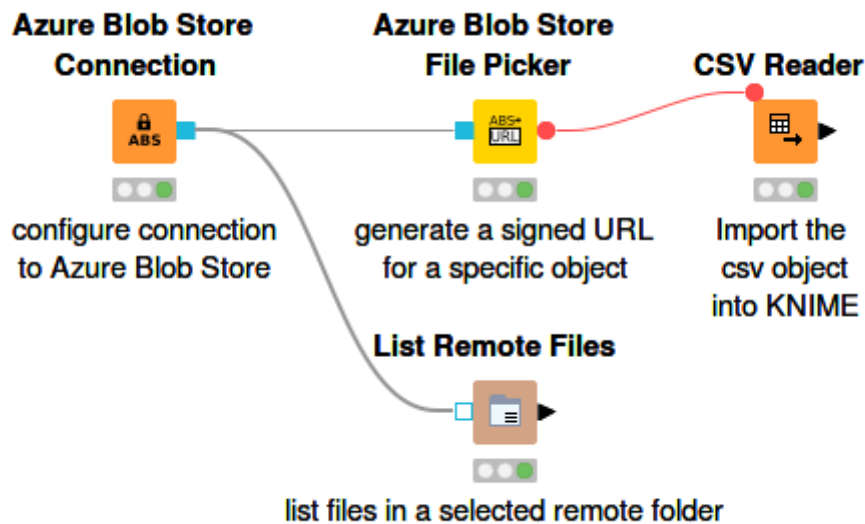 Azure Blob Store
Connection
Azure Blob Store
File Picker
CSV Reader
ABS
ABS+
URL
configure connection
to Azure Blob Store
generate a signed URL
for a specific object
Import the
csv object
into KNIME
List Remote Files
list files in a selected remote folder